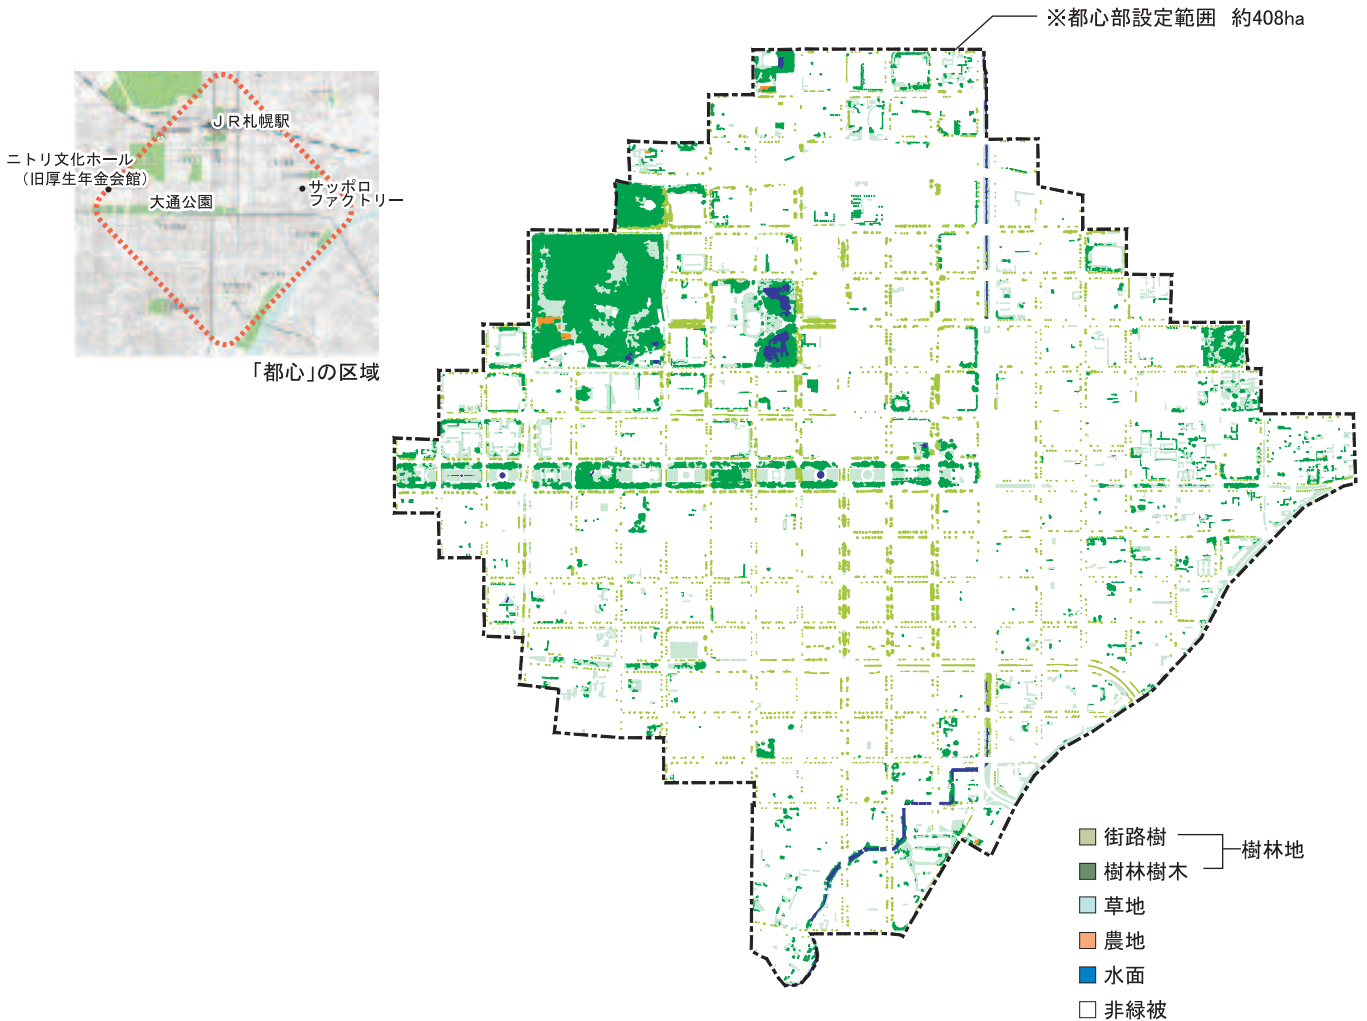 ※都心部設定範囲 約408ha
JR札幌駅
ニトリ文化ホール
(旧厚生年金会館)
サッポロ
ファクトリー
大通公園
「都心」の区域
街路樹
樹林地
樹林樹木
草地
農地
水面
非緑被